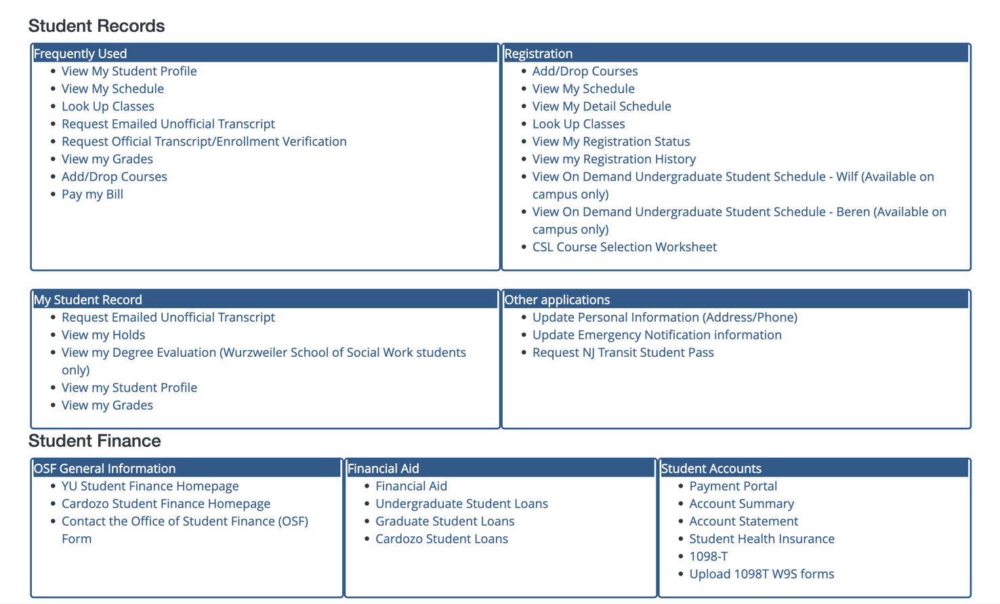 Student Records
Frequently Used
View My Student Profile
View My Schedule
Look Up Classes
Request Emailed Unofficial Transcript
Request Official Transcript/Enrollment Verification
View my Grades
Add/Drop Courses
Pay my Bill
Registration
Add/Drop Courses
View My Schedule
View My Detail Schedule
Look Up Classes
View My Registration Status
View my Registration History
View On Demand Undergraduate Student Schedule - Wilf (Available on
campus only)
View On Demand Undergraduate Student Schedule - Beren (Available on
campus only)
CSL Course Selection Worksheet
My Student Record
Request Emailed Unofficial Transcript
View my Holds
View my Degree Evaluation (Wurzweiler School of Social Work students
only)
View my Student Profile
View my Grades
Other applications
Update Personal Information (Address/Phone)
Update Emergency Notification information
Request NJ Transit Student Pass
Student Finance
OSF General Information
YU Student Finance Homepage
Cardozo Student Finance Homepage
Contact the Office of Student Finance (OSF)
Form
Financial Aid
Financial Aid
Undergraduate Student Loans
Graduate Student Loans
Cardozo Student Loans
Student Accounts
Payment Portal
Account Summary
Account Statement
Student Health Insurance
1098-T
Upload 1098T W9S forms